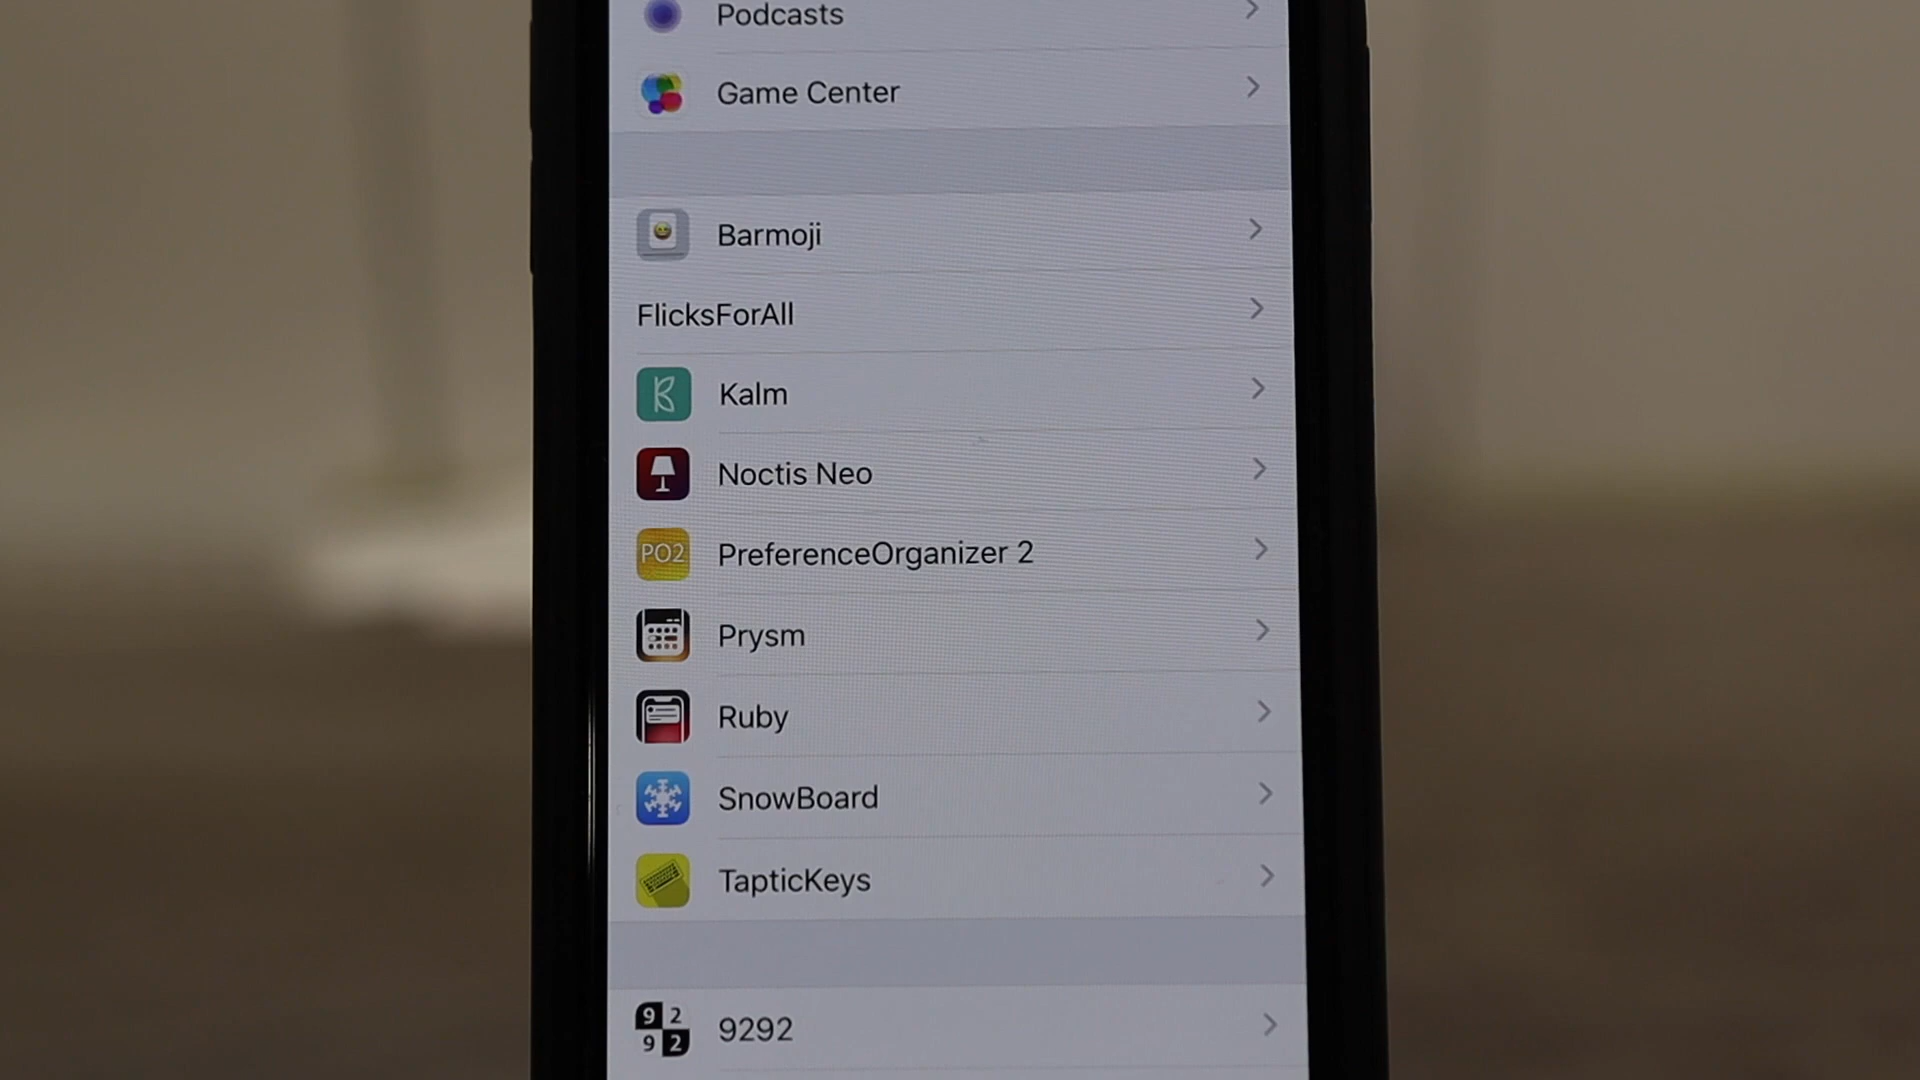 Podcasts
Game Center
Barmoji
FlicksForAll
Kalm
Noctis Neo
PO2 PreferenceOrganizer 2
Prysm
Ruby
SnowBoard
TapticKeys
9 2
9 2
9292